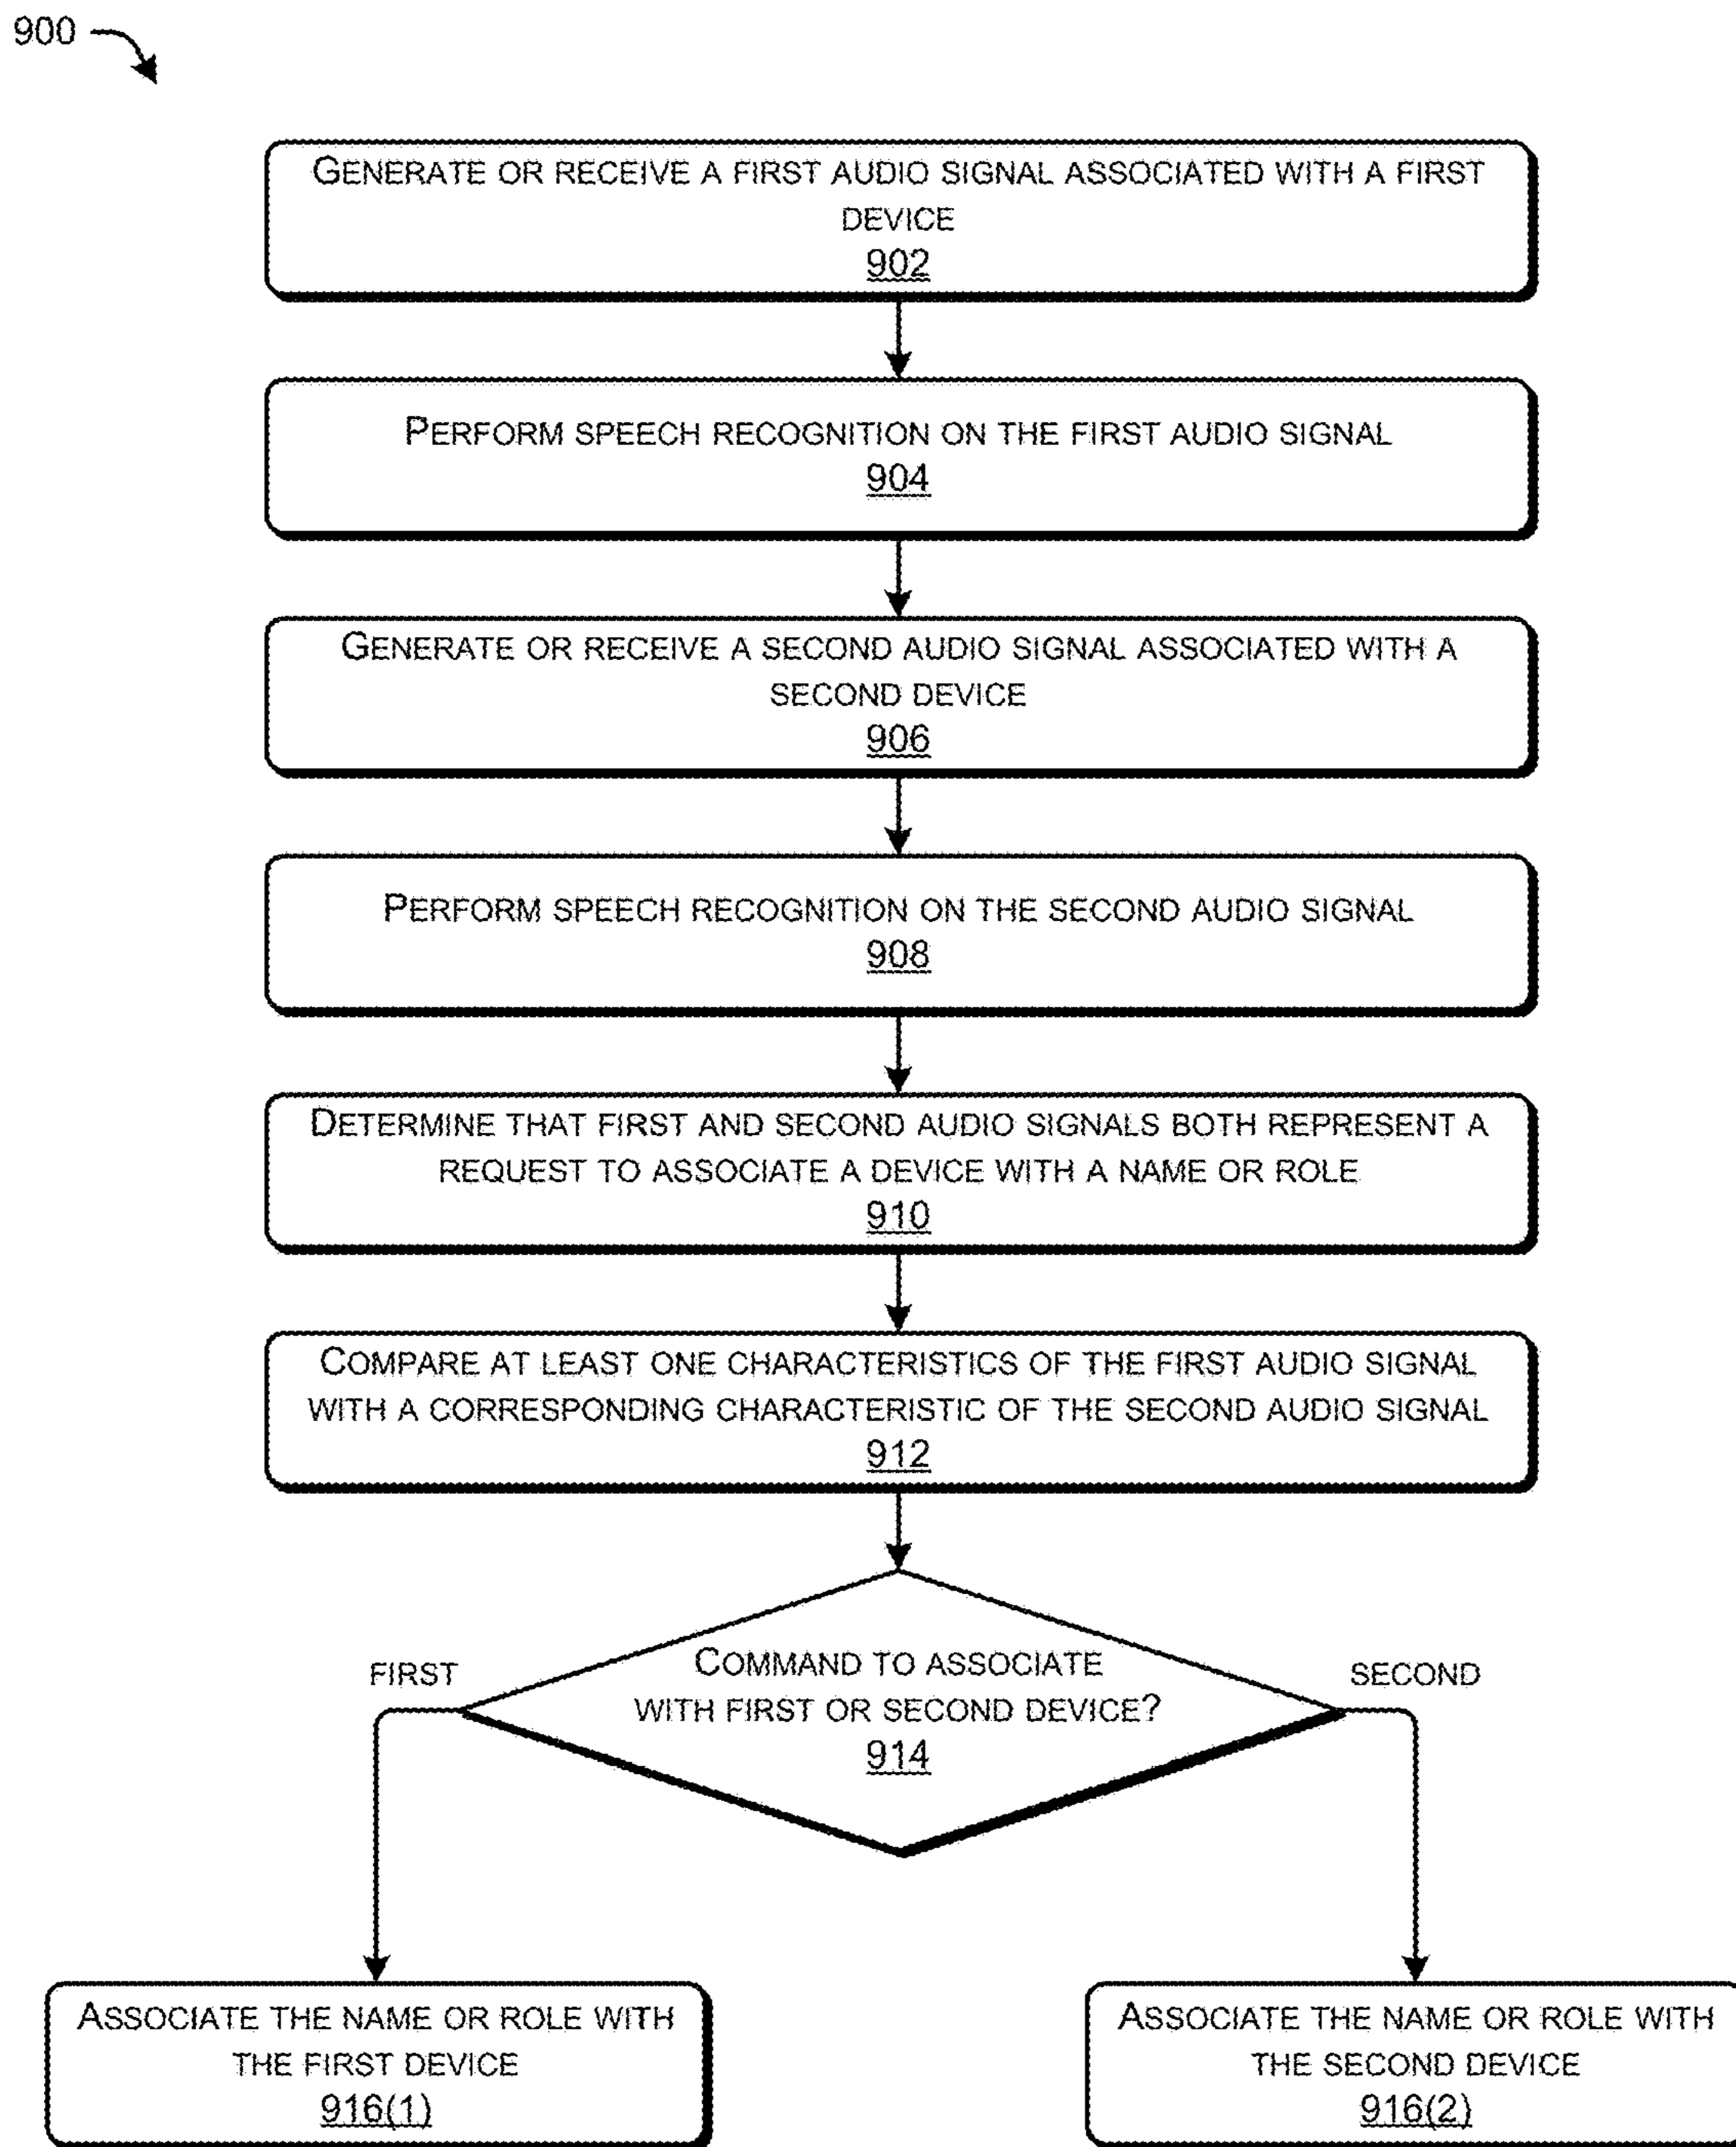 900
GENERATE OR RECEIVE A FIRST AUDIO SIGNAL ASSOCIATED WITH A FIRST
DEVICE
902
PERFORM SPEECH RECOGNITION ON THE FIRST AUDIO SIGNAL
904
GENERATE OR RECEIVE A SECOND AUDIO SIGNAL ASSOCIATED WITH A
SECOND DEVICE
906
PERFORM SPEECH RECOGNITION ON THE SECOND AUDIO SIGNAL
908
DETERMINE THAT FIRST AND SECOND AUDIO SIGNALS BOTH REPRESENT A
REQUEST TO ASSOCIATE A DEVICE WITH A NAME OR ROLE
910
COMPARE AT LEAST ONE CHARACTERISTICS OF THE FIRST AUDIO SIGNAL
WITH A CORRESPONDING CHARACTERISTIC OF THE SECOND AUDIO SIGNAL
912
COMMAND TO ASSOCIATE
WITH FIRST OR SECOND DEVICE?
914
FIRST
SECOND
ASSOCIATE THE NAME OR ROLE WITH
THE FIRST DEVICE
916(1)
ASSOCIATE THE NAME OR ROLE WITH
THE SECOND DEVICE
916(2)